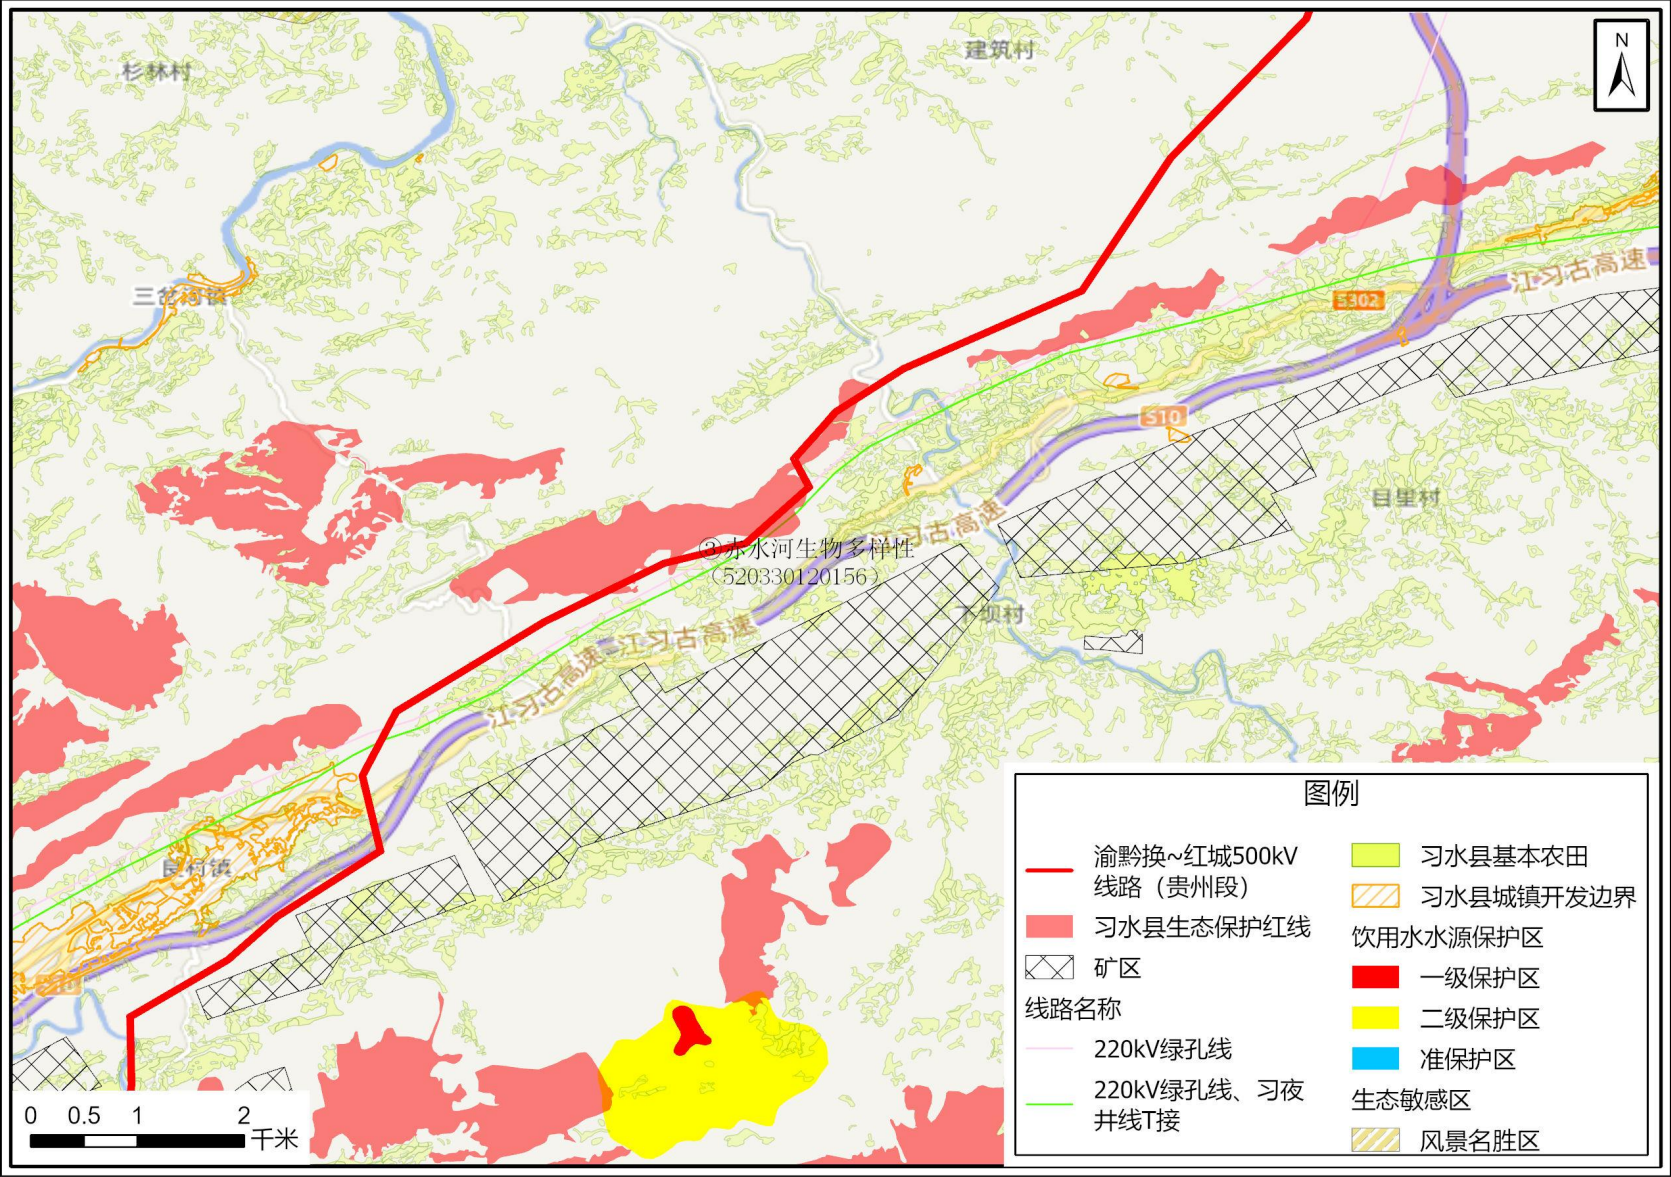 N
建筑村
杉林村
江习古高速
三岔河镇
S302
S10
目里村
江习古高速
③赤水河生物多样性
（520330120156）
下坝村
江习古高速
江习古高速
良村镇
0 0.5 1 2
千米
图例
渝黔换~红城500kV
线路（贵州段）
习水县生态保护红线
矿区
线路名称
220kV绿孔线
220kV绿孔线、习夜
井线T接
习水县基本农田
习水县城镇开发边界
饮用水水源保护区
一级保护区
二级保护区
准保护区
生态敏感区
风景名胜区